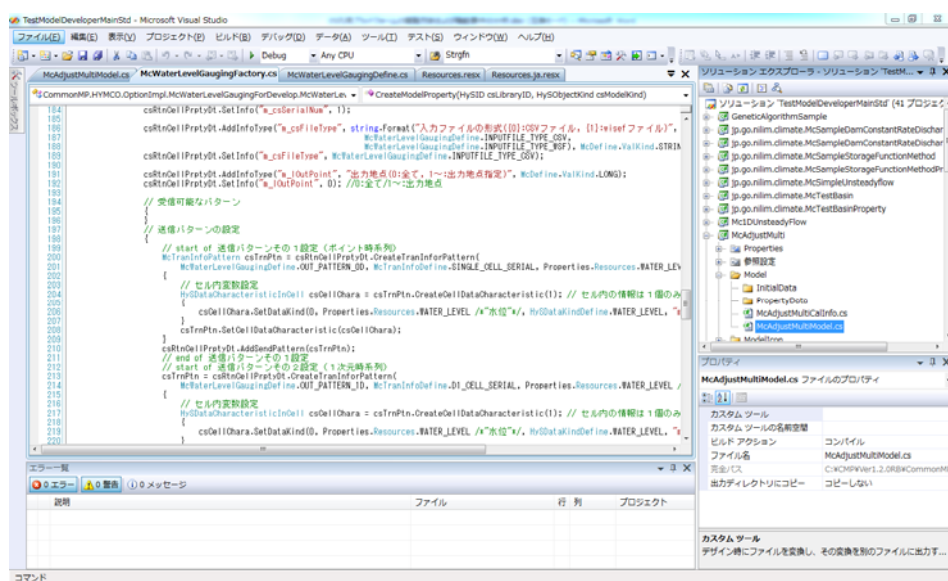 TestModelDeveloperMainStd - Microsoft Visual Studio
ファイル(F) 編集(E) 表示(V) プロジェクト(P) ビルド(B) デバッグ(D) データ(A) ツール(T) テスト(S) ウィンドウ(W) ヘルプ(H)
Debug Any CPU Strgfn
McAdjustMultiModel.cs McWaterLevelGaugingFactory.cs McWaterLevelGaugingDefine.cs Resources.resx Resources.ja.resx
CommonMP.HYMCO.OptionImpl.McWaterLevelGaugingForDevelop.McWaterLev CreateModelProperty(HySID csLibraryID, HySObjectKind csModelKind)
184 csRtnCellPrptyDt.SetInfo("m_csSerialNum", 1);
185
186 csRtnCellPrptyDt.AddInfoType("m_csFileType", string.Format("入力ファイルの形式([0]:CSVファイル, [1]:wisefファイル)",
187 McWaterLevelGaugingDefine.INPUTFILE_TYPE_CSV,
188 McWaterLevelGaugingDefine.INPUTFILE_TYPE_WSF), McDefine.ValKind.STRIN
189 csRtnCellPrptyDt.SetInfo("m_csFileType", McWaterLevelGaugingDefine.INPUTFILE_TYPE_CSV);
190
191 csRtnCellPrptyDt.AddInfoType("m_lOutPoint", "出力地点(0:全て, 1～:出力地点指定)", McDefine.ValKind.LONG);
192 csRtnCellPrptyDt.SetInfo("m_lOutPoint", 0); //0:全て/1～:出力地点
193
194 // 受信可能なパターン
195 {
196 }
197 // 送信パターンの設定
198 {
199 // start of 送信パターンその１設定 (ポイント時系列)
200 McTranInfoPattern csTrnPtn = csRtnCellPrptyDt.CreateTranInforPattern(
201 McWaterLevelGaugingDefine.OUT_PATTERN_0D, McTranInfoDefine.SINGLE_CELL_SERIAL, Properties.Resources.WATER_LEV
202 {
203 // セル内変数設定
204 HySDataCharacteristicInCell csCellChara = csTrnPtn.CreateCellDataCharacteristic(1); // セル内の情報は１個のみ
205 {
206 csCellChara.SetDataKind(0, Properties.Resources.WATER_LEVEL /*"水位"*/, HySDataKindDefine.WATER_LEVEL, "m
207 }
208 csTrnPtn.SetCellDataCharacteristic(csCellChara);
209 }
210 csRtnCellPrptyDt.AddSendPattern(csTrnPtn);
211 // end of 送信パターンその１設定
212 // start of 送信パターンその２設定 (１次元時系列)
213 csTrnPtn = csRtnCellPrptyDt.CreateTranInforPattern(
214 McWaterLevelGaugingDefine.OUT_PATTERN_1D, McTranInfoDefine.D1_CELL_SERIAL, Properties.Resources.WATER_LEVEL /
215 {
216 // セル内変数設定
217 HySDataCharacteristicInCell csCellChara = csTrnPtn.CreateCellDataCharacteristic(1); // セル内の情報は１個のみ
218 {
219 csCellChara.SetDataKind(0, Properties.Resources.WATER_LEVEL /*"水位"*/, HySDataKindDefine.WATER_LEVEL, "m
220 }
エラー一覧
0 エラー 0 警告 0 メッセージ
説明 ファイル 行 列 プロジェクト
コマンド
ソリューション エクスプローラ - ソリューション 'TestM...
ソリューション 'TestModelDeveloperMainStd' (41 プロジェク
GeneticAlgorithmSample
jp.go.nilim.climate.McSampleDamConstantRateDischar
jp.go.nilim.climate.McSampleDamConstantRateDischar
jp.go.nilim.climate.McSampleStorageFunctionMethod
jp.go.nilim.climate.McSampleStorageFunctionMethodPr
jp.go.nilim.climate.McSimpleUnsteadyflow
jp.go.nilim.climate.McTestBasin
jp.go.nilim.climate.McTestBasinProperty
Mc1DUnsteadyFlow
McAdjustMulti
Properties
参照設定
Model
InitialData
PropertyData
McAdjustMultiCalInfo.cs
McAdjustMultiModel.cs
ModelIcon
プロパティ
McAdjustMultiModel.cs ファイルのプロパティ
カスタム ツール
カスタム ツールの名前空間
ビルド アクション コンパイル
ファイル名 McAdjustMultiModel.cs
完全パス C:¥CMP¥Ver1.2.0RB¥CommonM
出力ディレクトリにコピー コピーしない
カスタム ツール
デザイン時にファイルを変換し、その変換を別のファイルに出力す...